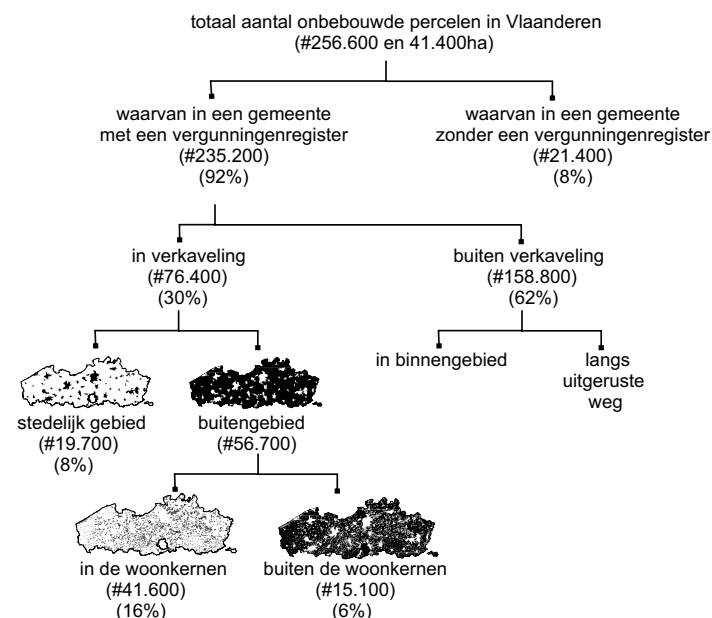 totaal aantal onbebouwde percelen in Vlaanderen
(#256.600 en 41.400ha)
waarvan in een gemeente
met een vergunningenregister
(#235.200)
(92%)
waarvan in een gemeente
zonder een vergunningenregister
(#21.400)
(8%)
in verkaveling
(#76.400)
(30%)
buiten verkaveling
(#158.800)
(62%)
in binnengebied
langs
uitgeruste
weg
stedelijk gebied
(#19.700)
(8%)
buitengebied
(#56.700)
in de woonkernen
(#41.600)
(16%)
buiten de woonkernen
(#15.100)
(6%)